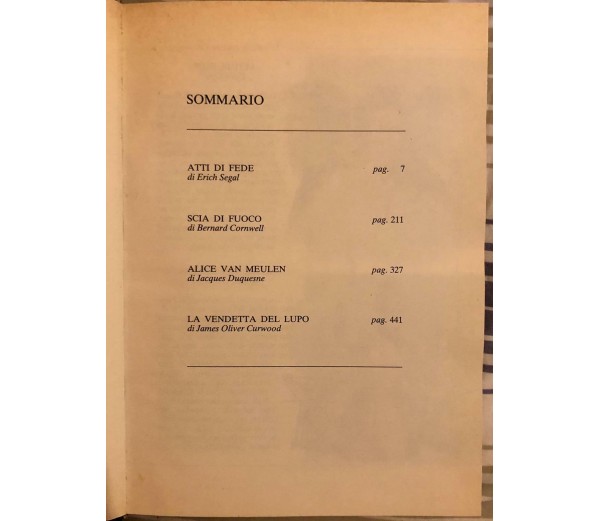 SOMMARIO
ATTI DI FEDE pag. 7
di Erich Segal
SCIA DI FUOCO pag. 211
di Bernard Cornwell
ALICE VAN MEULEN pag. 327
di Jacques Duquesne
LA VENDETTA DEL LUPO pag. 441
di James Oliver Curwood